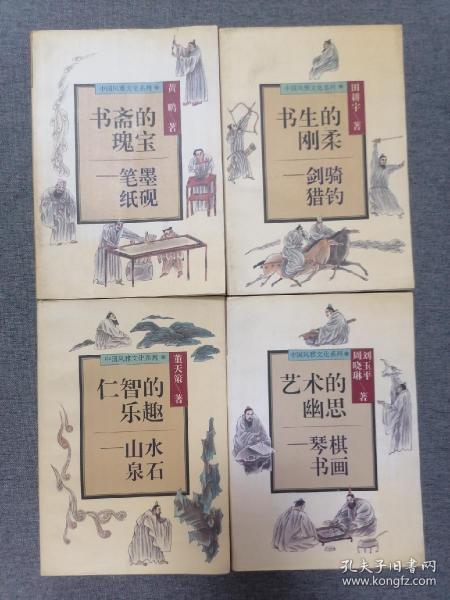 中国风雅文化系列
黄鹏 著
书斋的
瑰宝
—笔墨
纸砚
中国风雅文化系列
田耕宇 著
书生的
刚柔
—剑骑
猎钓
中国风雅文化系列
董天策 著
仁智的
乐趣
—山水
泉石
中国风雅文化系列
刘玉平
周晓琳 著
艺术的
幽思
—琴棋
书画
孔夫子旧书网
www.kongfz.com